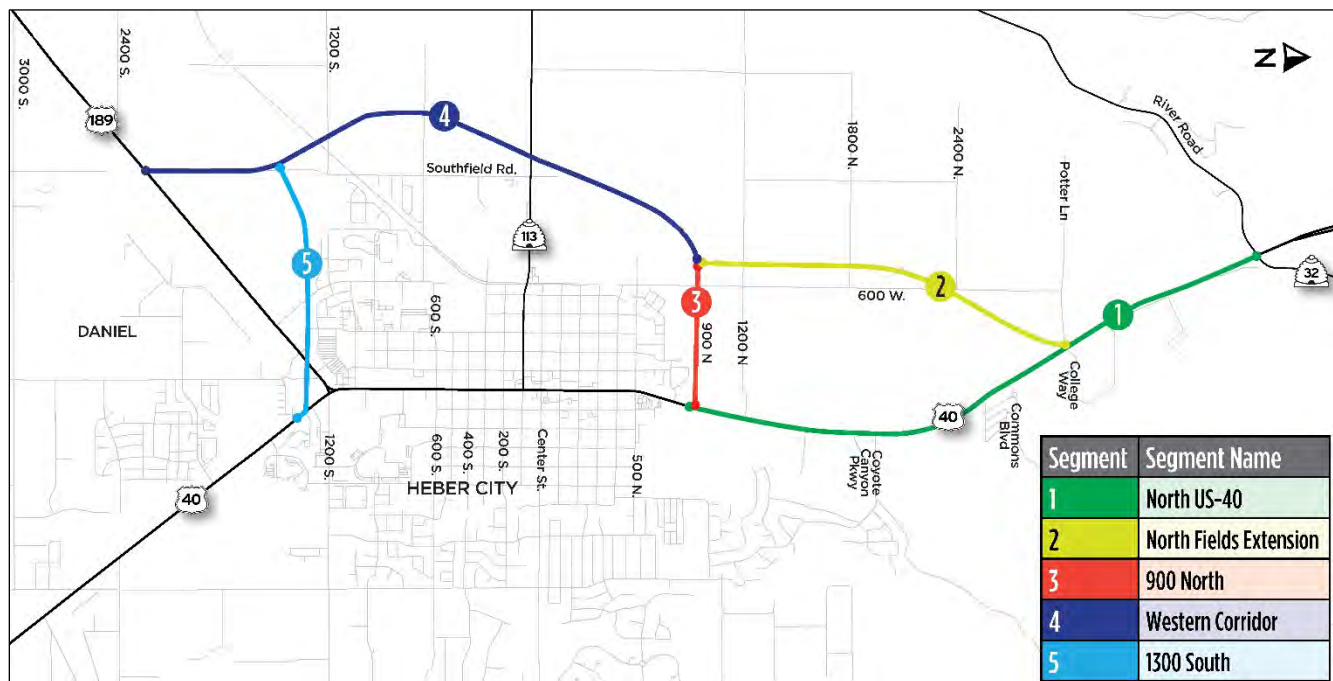 3000 S.
2400 S.
1200 S.
189
4
Southfield Rd.
113
1800 N.
2400 N.
Potter Ln
River Road
N
32
5
DANIEL
600 S.
3
900 N
1200 N
600 W.
2
1
College
Way
40
Commons
Blvd
Coyote
Canyon
Pkwy
1200 S.
600 S.
400 S.
200 S.
Center St.
500 N.
HEBER CITY
40
Segment Segment Name
1 North US-40
2 North Fields Extension
3 900 North
4 Western Corridor
5 1300 South